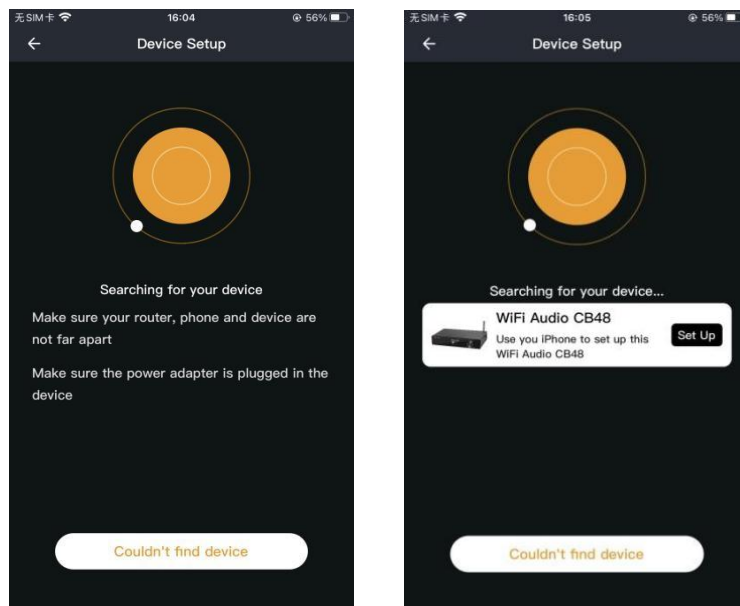 无SIM卡 16:04 56%
Device Setup
Searching for your device
Make sure your router, phone and device are
not far apart
Make sure the power adapter is plugged in the
device
Couldn't find device
无SIM卡 16:05 56%
Device Setup
Searching for your device...
WiFi Audio CB48
Use you iPhone to set up this
WiFi Audio CB48
Set Up
Couldn't find device